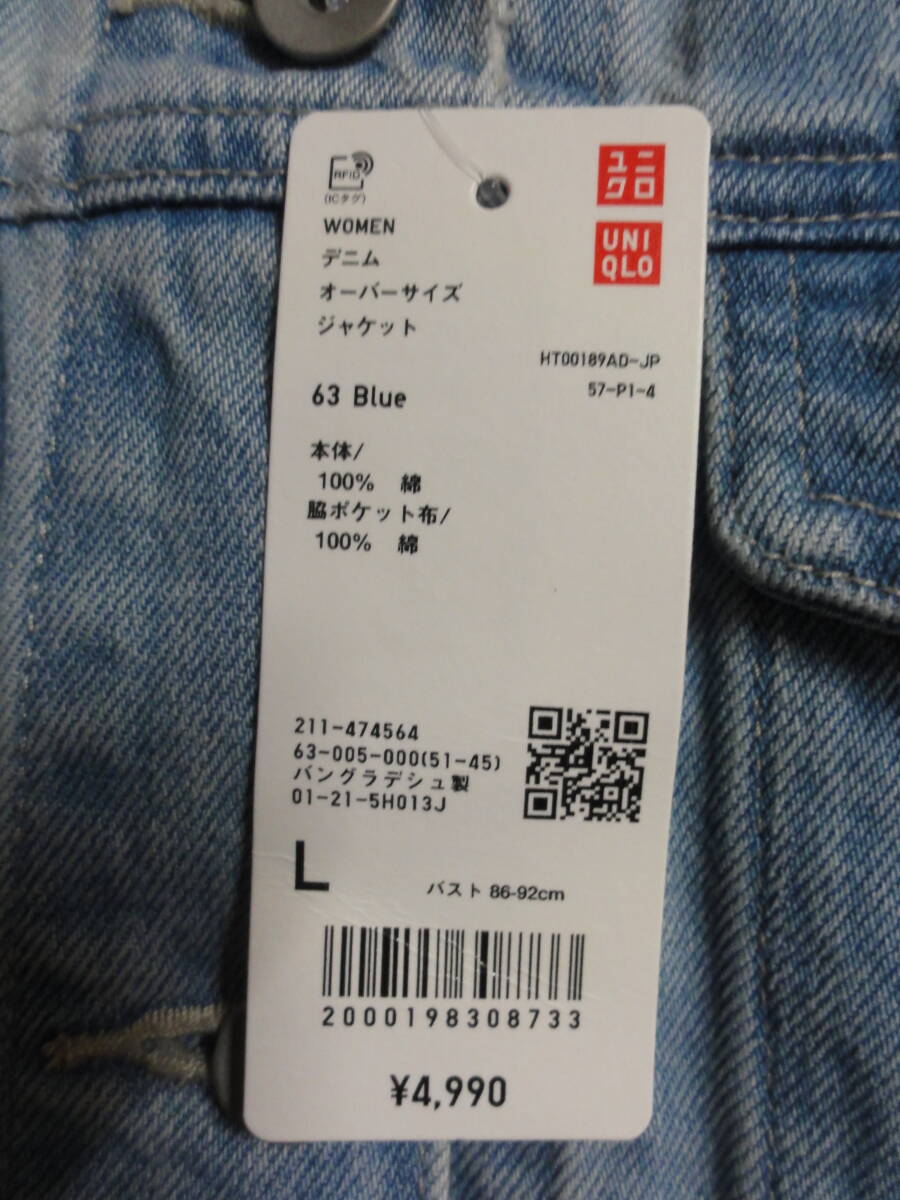 RFID
(ICタグ)
ユニ
クロ
UNI
QLO
WOMEN
デニム
オーバーサイズ
ジャケット
HT00189AD-JP
57-P1-4
63 Blue
本体/
100% 綿
脇ポケット布/
100% 綿
211-474564
63-005-000(51-45)
バングラデシュ製
01-21-5H013J
L
バスト 86-92cm
2000198308733
¥4,990